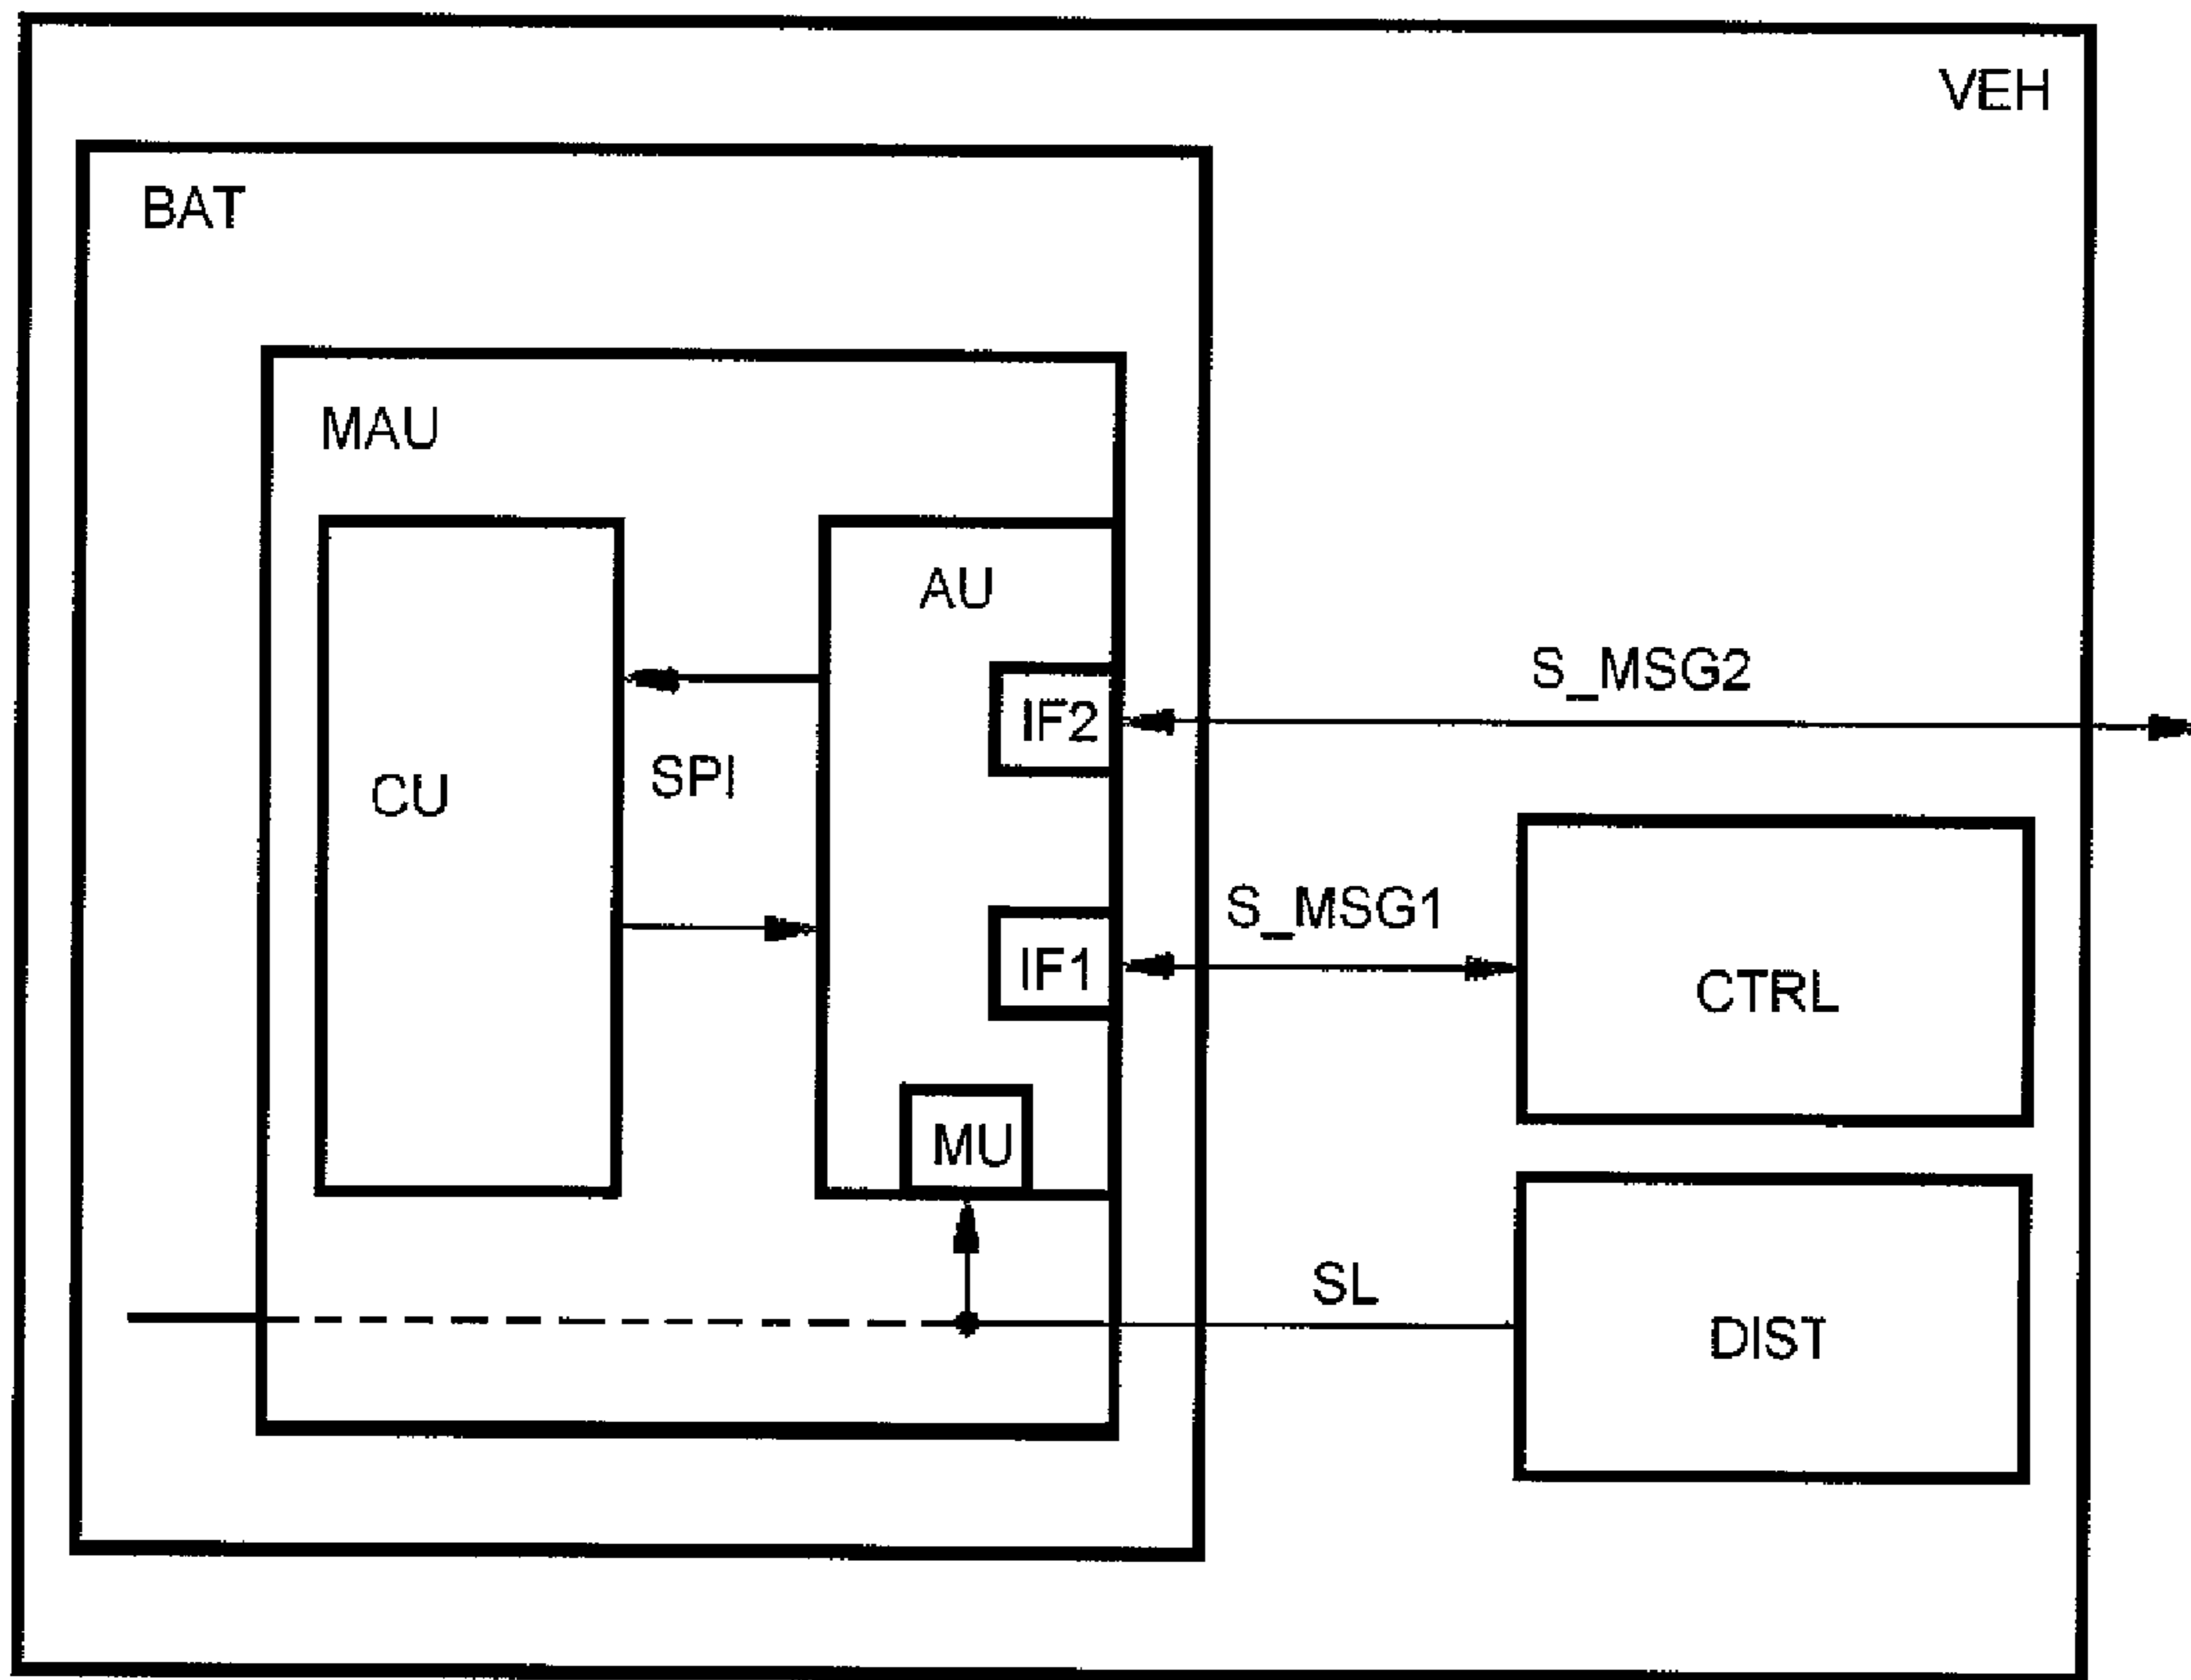 VEH
BAT
MAU
AU
S_MSG2
IF2
SPI
CU
S_MSG1
IF1
CTRL
MU
SL
DIST